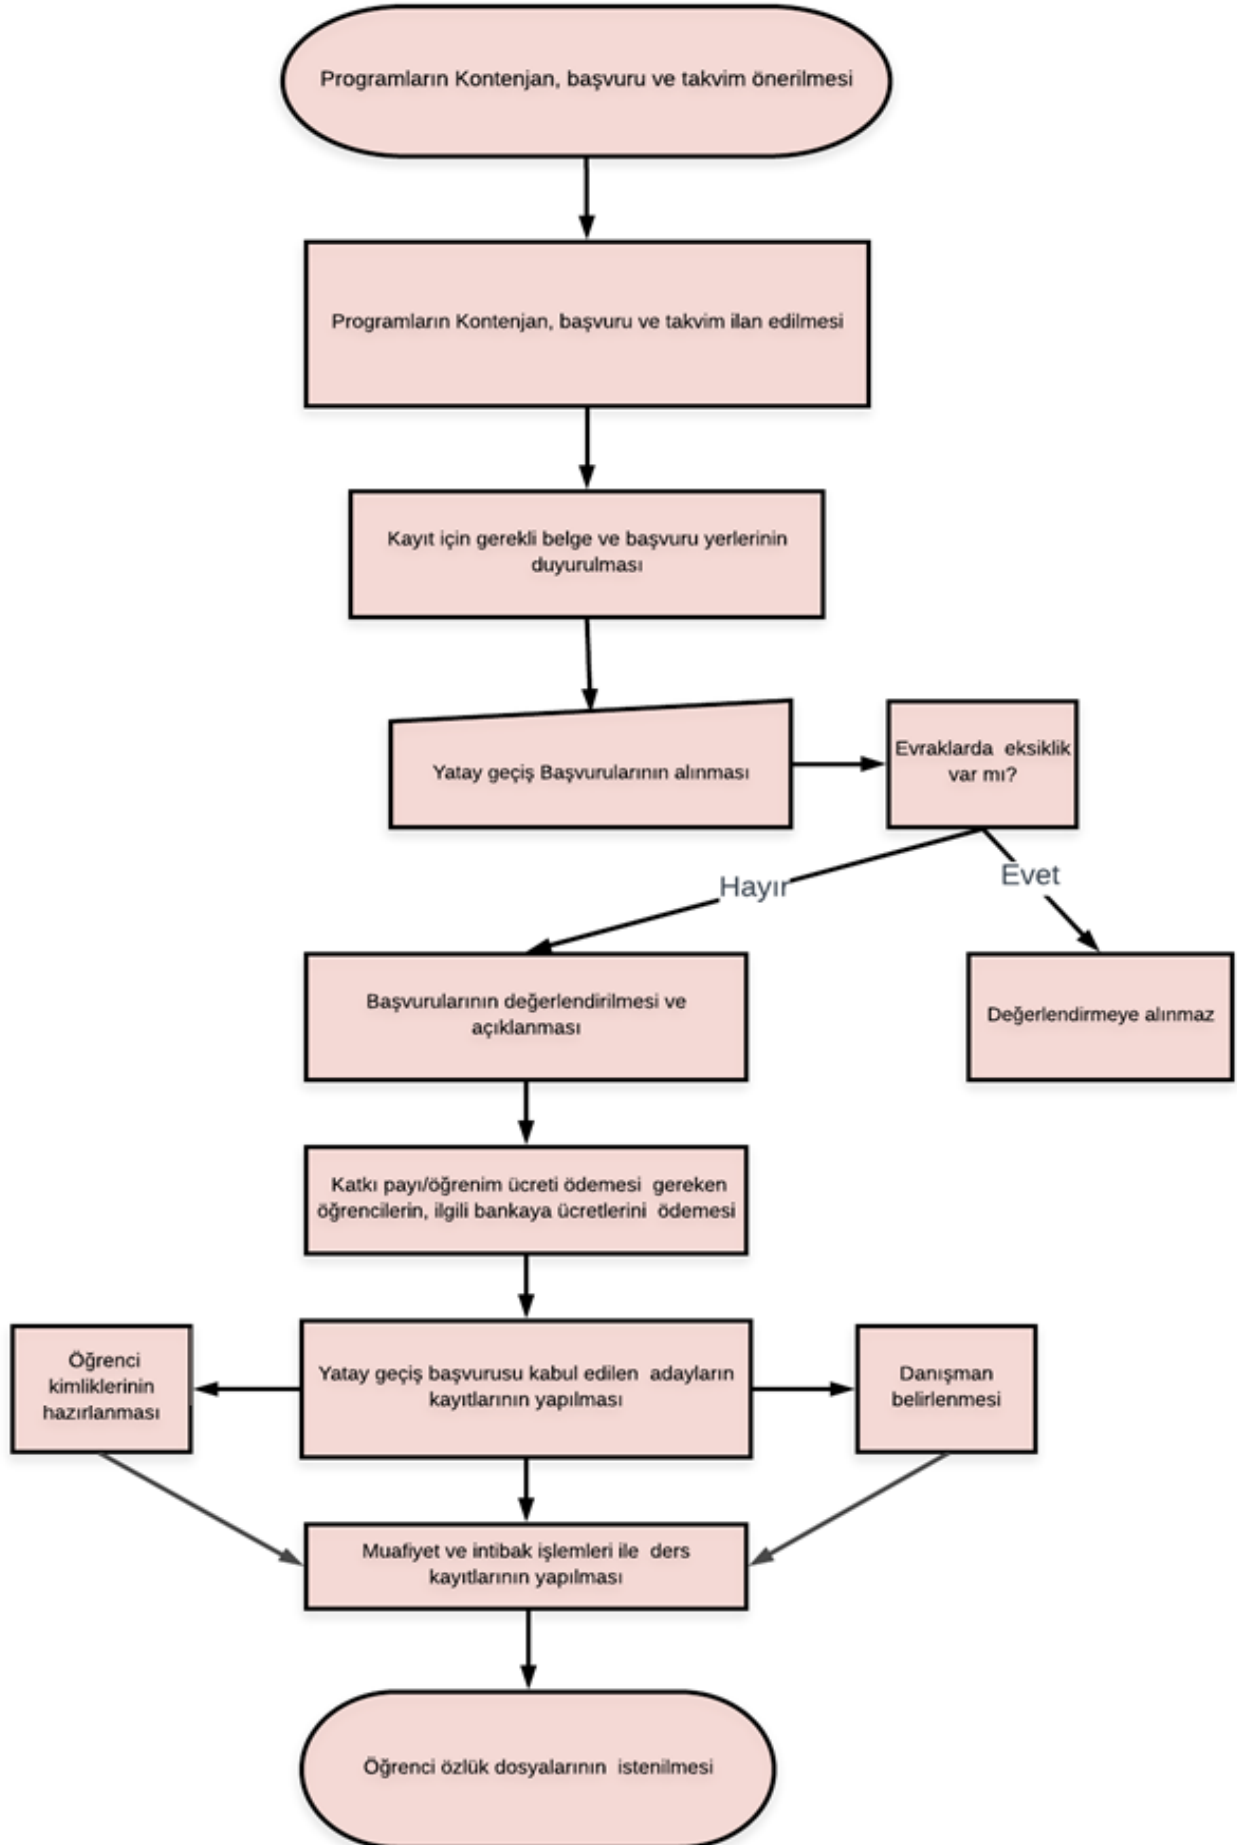 Programların Kontenjan, başvuru ve takvim önerilmesi
Programların Kontenjan, başvuru ve takvim ilan edilmesi
Kayıt için gerekli belge ve başvuru yerlerinin
duyurulması
Yatay geçiş Başvurularının alınması
Evraklarda eksiklik
var mı?
Hayır
Evet
Başvurularının değerlendirilmesi ve
açıklanması
Değerlendirmeye alınmaz
Katkı payı/öğrenim ücreti ödemesi gereken
öğrencilerin, ilgili bankaya ücretlerini ödemesi
Öğrenci
kimliklerinin
hazırlanması
Yatay geçiş başvurusu kabul edilen adayların
kayıtlarının yapılması
Danışman
belirlenmesi
Muafiyet ve intibak işlemleri ile ders
kayıtlarının yapılması
Öğrenci özlük dosyalarının istenilmesi